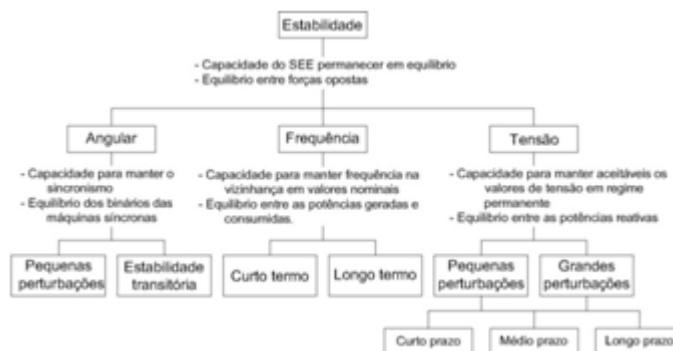 Estabilidade
- Capacidade do SEE permanecer em equilíbrio
- Equilíbrio entre forças opostas
Angular
- Capacidade para manter o
sincronismo
- Equilíbrio dos binários das
máquinas síncronas
Frequência
- Capacidade para manter frequência na
vizinhança em valores nominais
- Equilíbrio entre as potências geradas e
consumidas.
Tensão
- Capacidade para manter aceitáveis os
valores de tensão em regime
permanente
- Equilíbrio entre as potências reativas
Pequenas
perturbações
Estabilidade
transitória
Curto termo
Longo termo
Pequenas
perturbações
Grandes
perturbações
Curto prazo
Médio prazo
Longo prazo